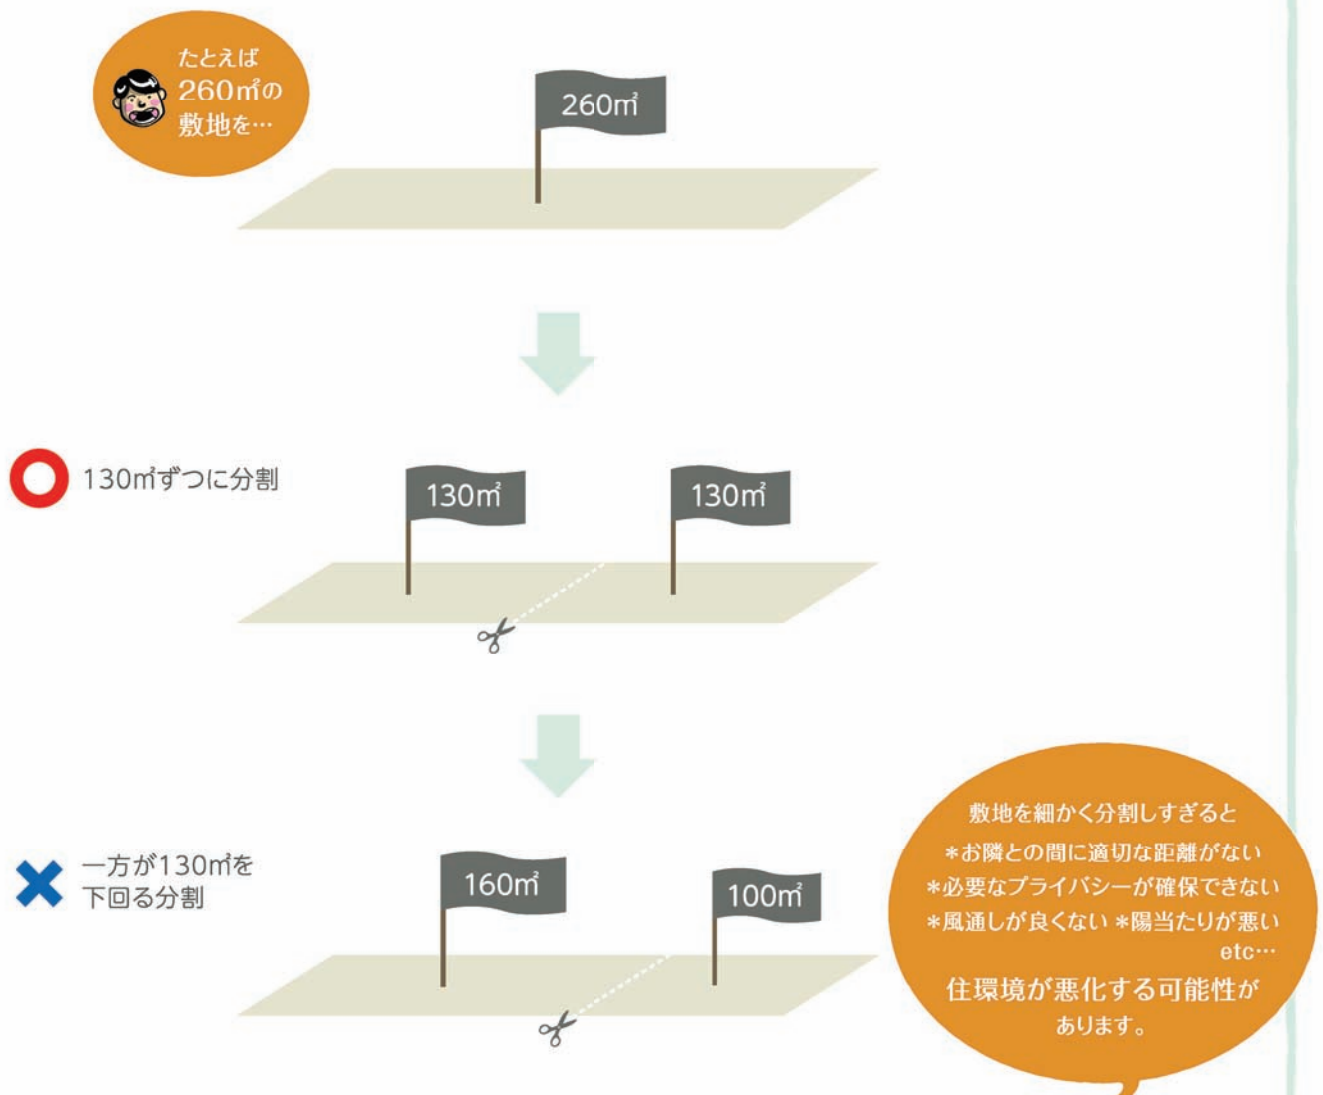 たとえば
260㎡の
敷地を…
260㎡
130㎡ずつに分割
130㎡
130㎡
一方が130㎡を
下回る分割
160㎡
100㎡
敷地を細かく分割しすぎると
*お隣との間に適切な距離がない
*必要なプライバシーが確保できない
*風通しが良くない *陽当たりが悪い
etc…
住環境が悪化する可能性が
あります。